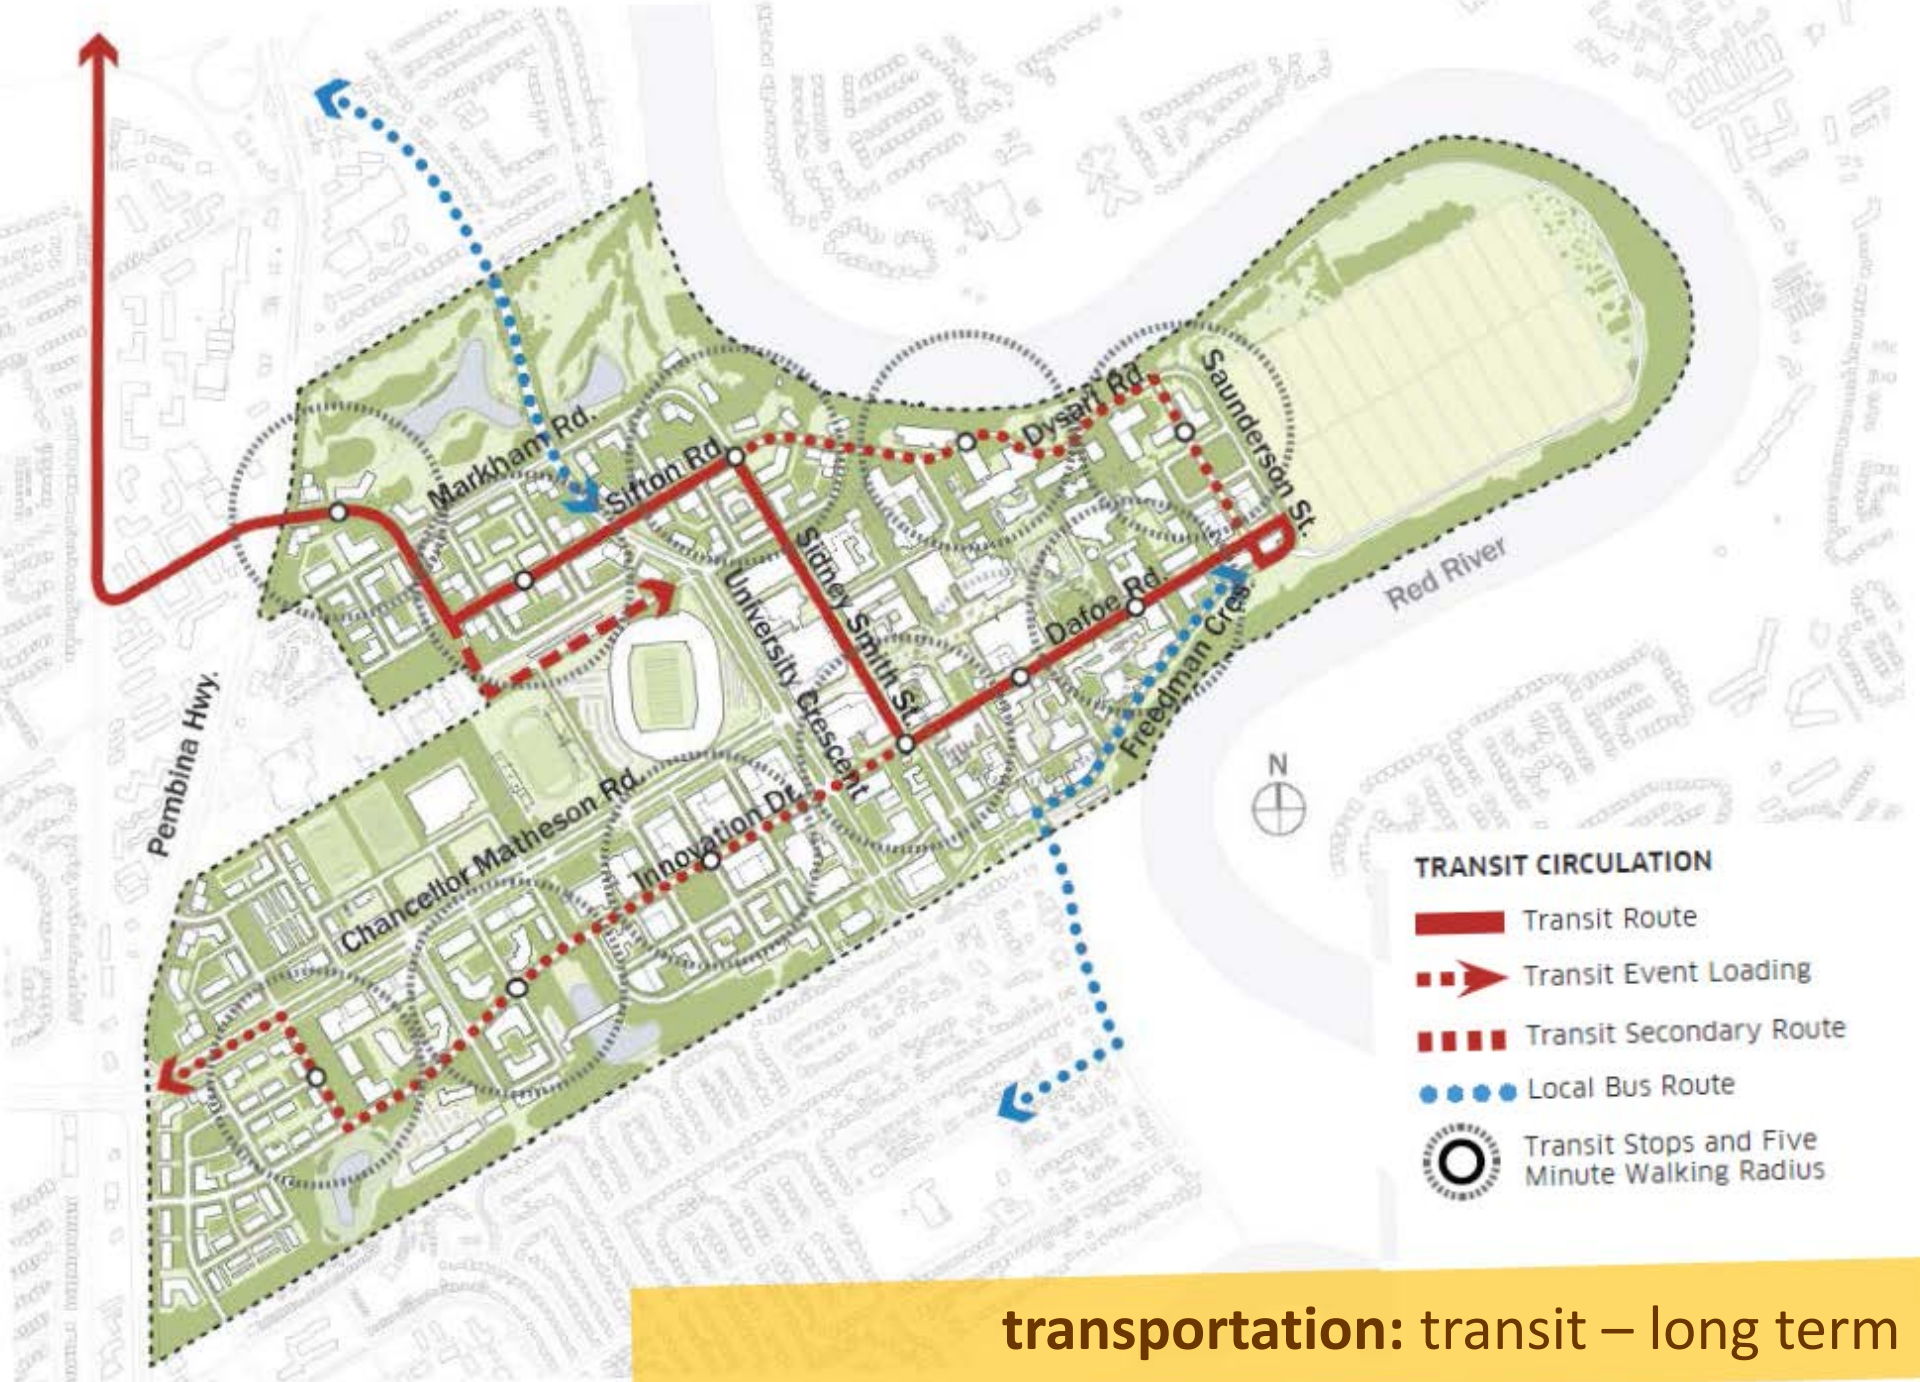 Saunderson St.
Dysart Rd.
Markham Rd.
Sifton Rd.
Sidney Smith St.
University Crescent
Dafoe Rd.
Freedman Cres.
Red River
Pembina Hwy.
Chancellor Matheson Rd.
Innovation Dr.
N
TRANSIT CIRCULATION
Transit Route
Transit Event Loading
Transit Secondary Route
Local Bus Route
Transit Stops and Five
Minute Walking Radius
transportation: transit – long term